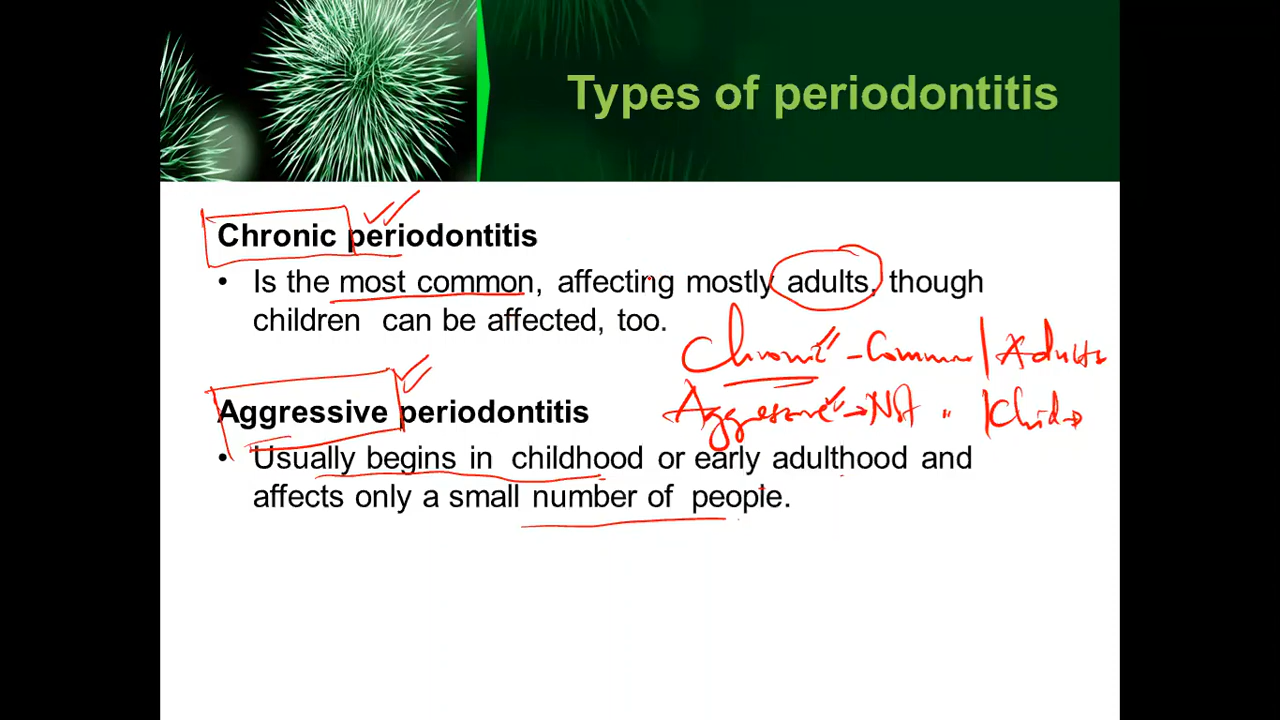 Types of periodontitis
Chronic periodontitis
• Is the most common, affecting mostly adults, though
children can be affected, too.
Chronic - Common | Adults
Aggressive periodontitis
Aggressive → Not " |
• Usually begins in childhood or early adulthood and
affects only a small number of people.